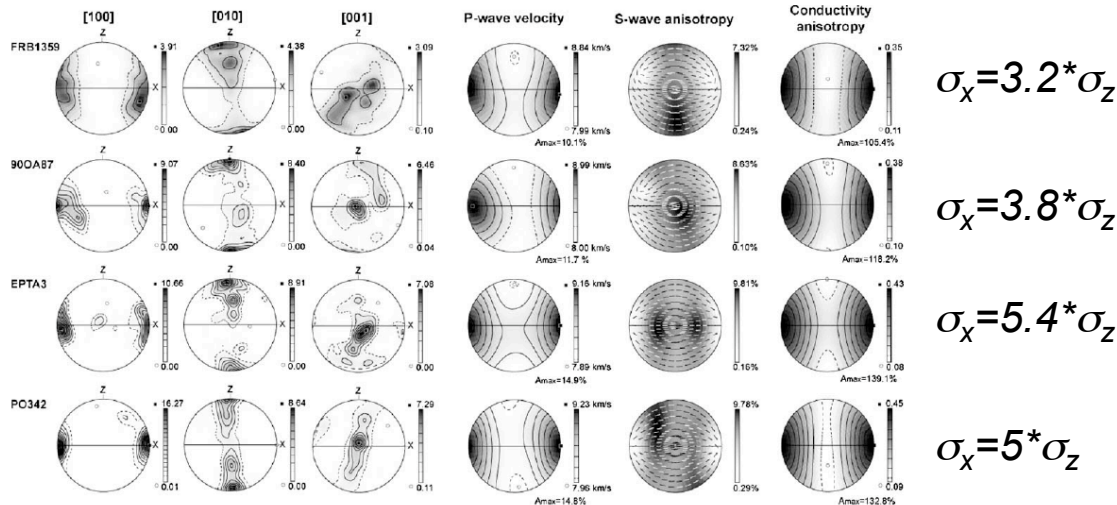 [100] [010] [001] P-wave velocity S-wave anisotropy Conductivity anisotropy
FRB1359
Z Z Z
X X
3.91 4.38 3.09 8.84 km/s 7.32% 0.35
0.00 0.00 0.10 7.99 km/s 0.24% 0.11
Amax=10.1% Amax=105.4%
σx=3.2*σz
90OA87
X X
9.07 8.40 6.46 8.99 km/s 8.63% 0.38
0.00 0.00 0.04 8.00 km/s 0.10% 0.10
Amax=11.7 % Amax=118.2%
σx=3.8*σz
EPTA3
Z Z Z
X X
10.66 8.91 7.08 9.16 km/s 9.81% 0.43
0.00 0.00 0.00 7.89 km/s 0.16% 0.08
Amax=14.9% Amax=139.1%
σx=5.4*σz
PO342
Z Z Z
X X
16.27 8.64 7.29 9.23 km/s 9.78% 0.45
0.01 0.00 0.11 7.96 km/s 0.29% 0.09
Amax=14.8% Amax=132.8%
σx=5*σz